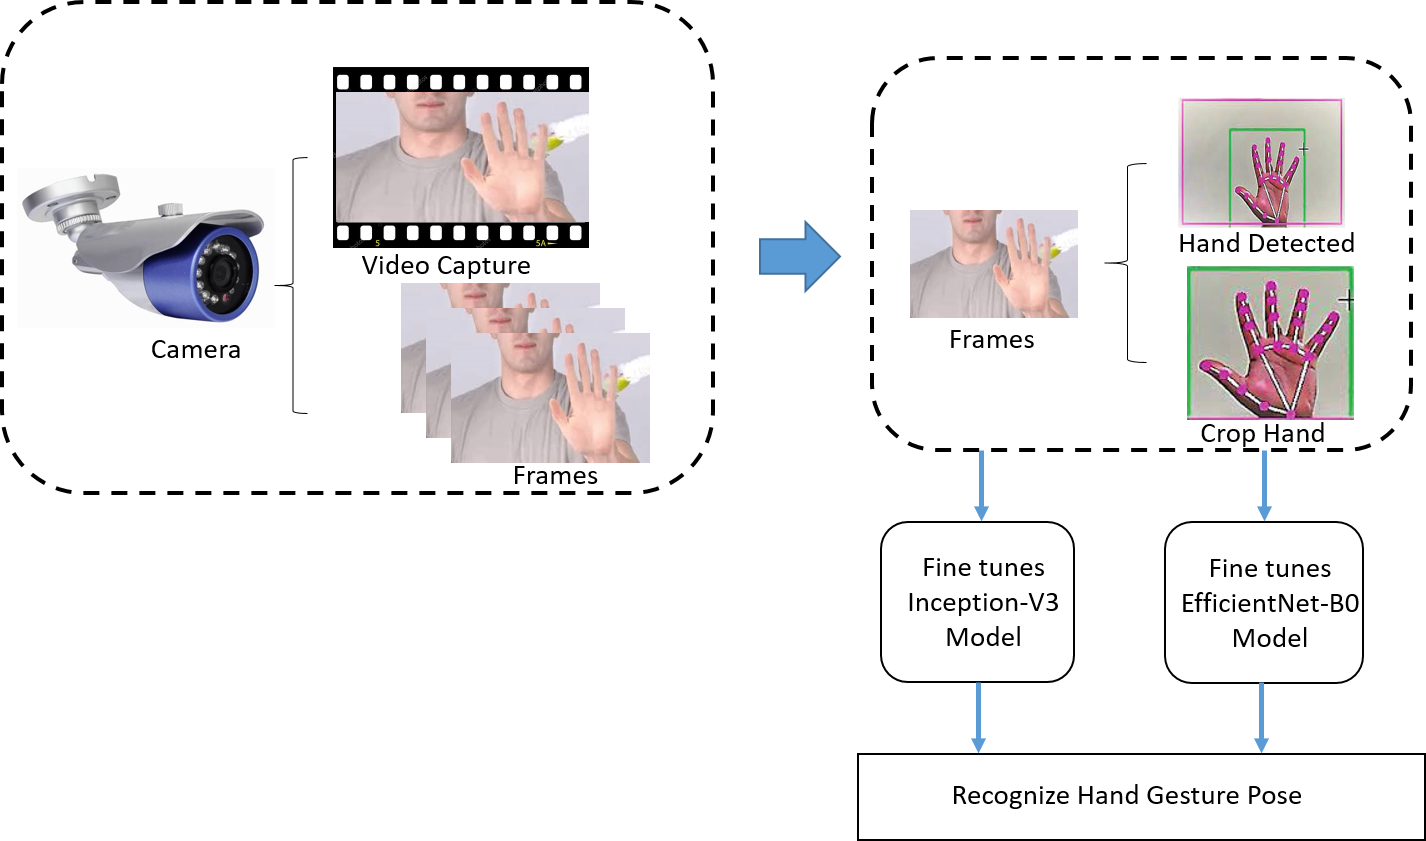 Video Capture
Camera
Frames
Frames
Hand Detected
Crop Hand
Fine tunes
Inception-V3
Model
Fine tunes
EfficientNet-B0
Model
Recognize Hand Gesture Pose
5
5A